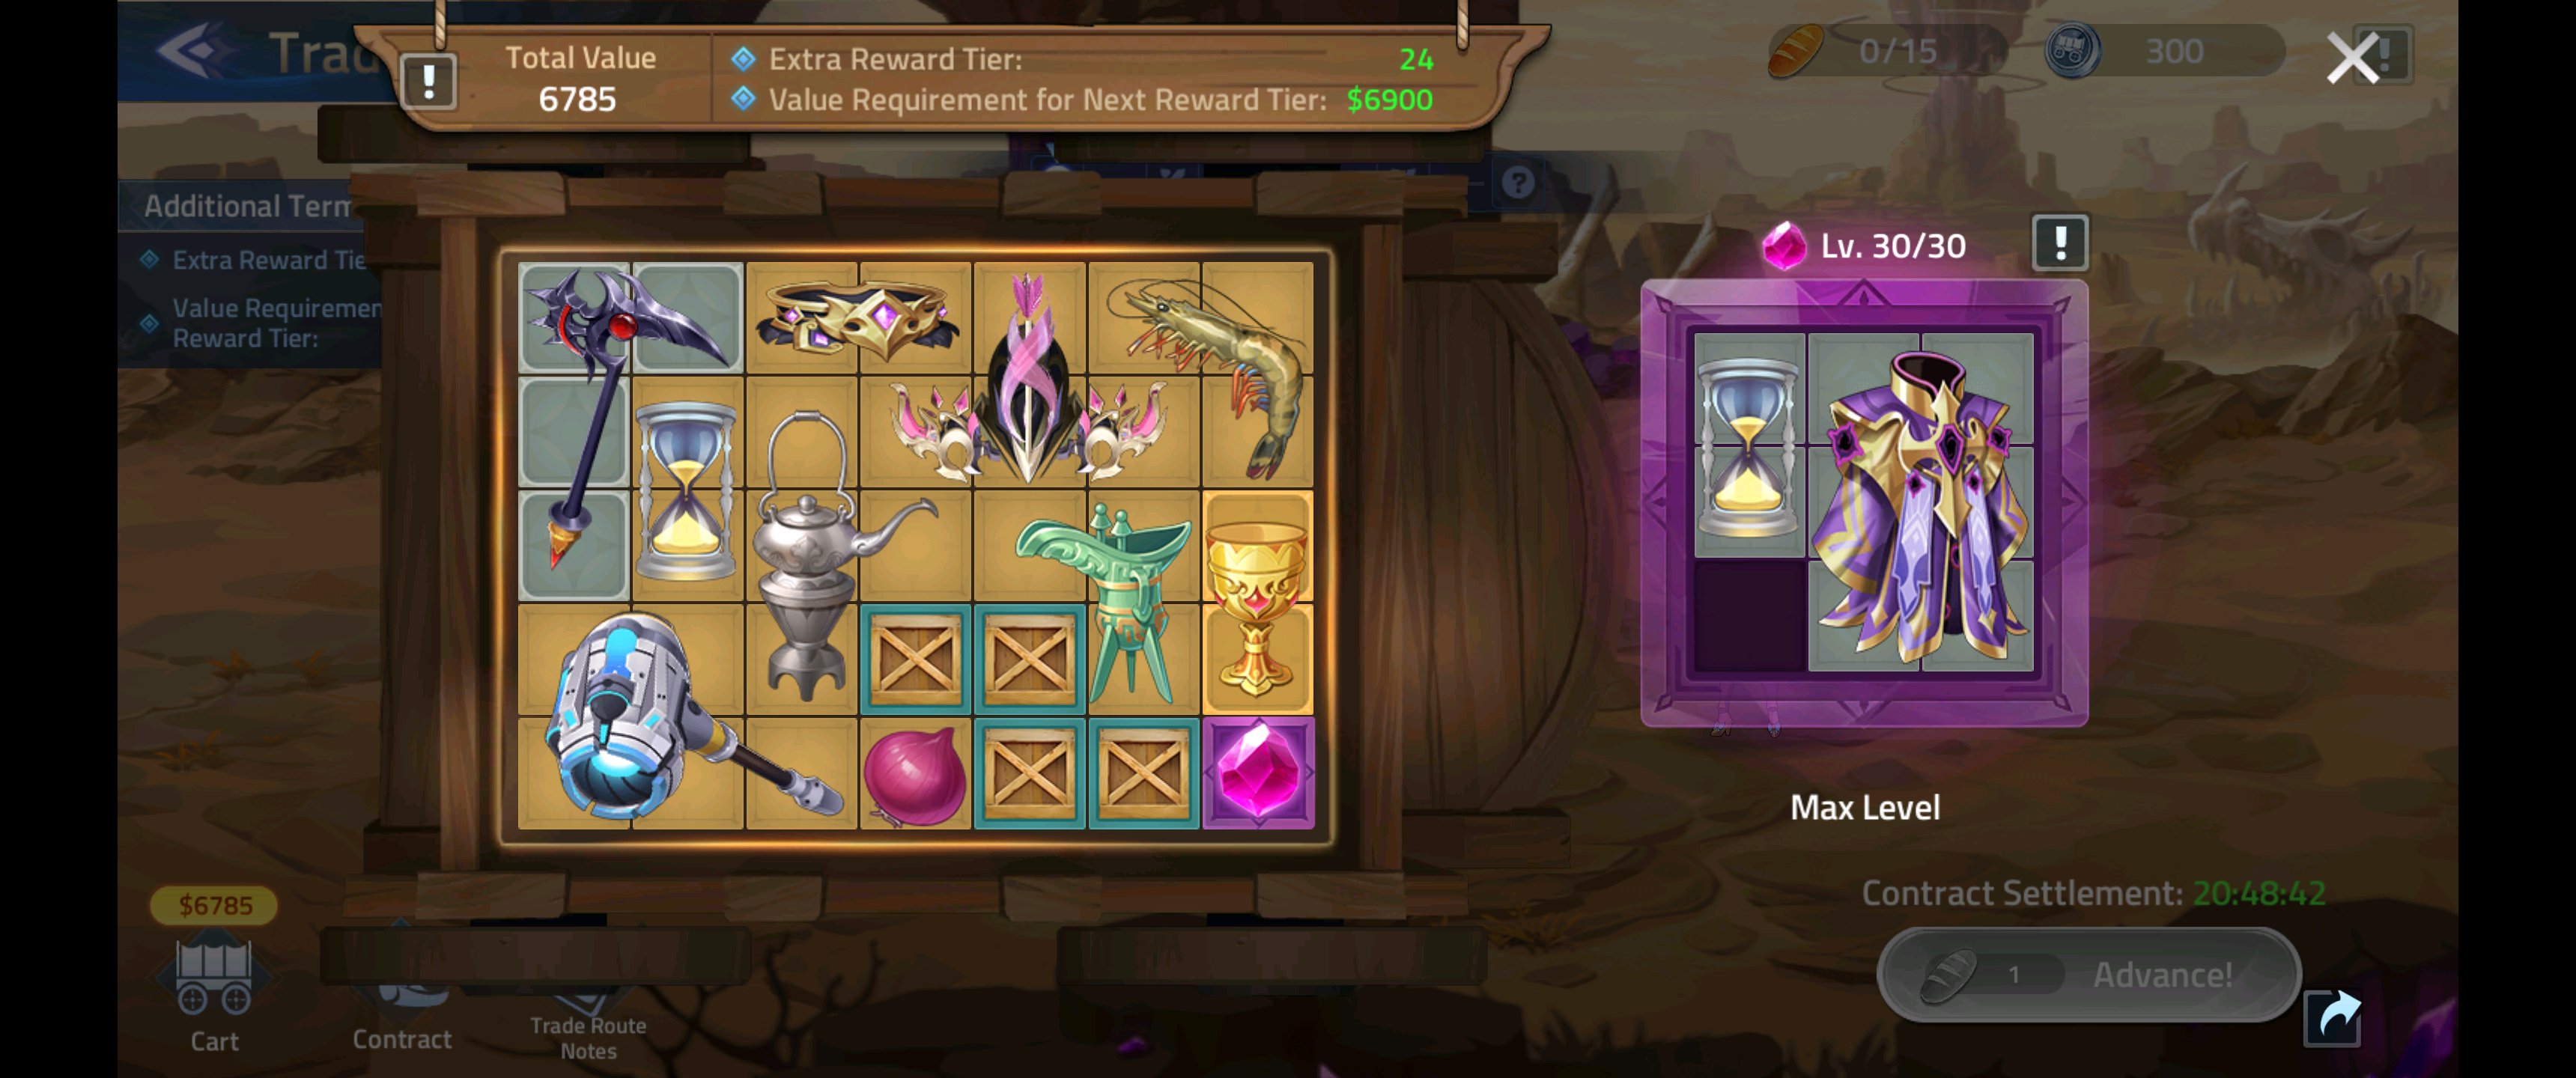 Trad
Total Value
6785
Extra Reward Tier:
24
Value Requirement for Next Reward Tier:
$6900
0/15
300
Additional Term
Extra Reward Tie
Value Requiremen
Reward Tier:
Lv. 30/30
Max Level
Contract Settlement: 20:48:42
1 Advance!
$6785
Cart
Contract
Trade Route
Notes